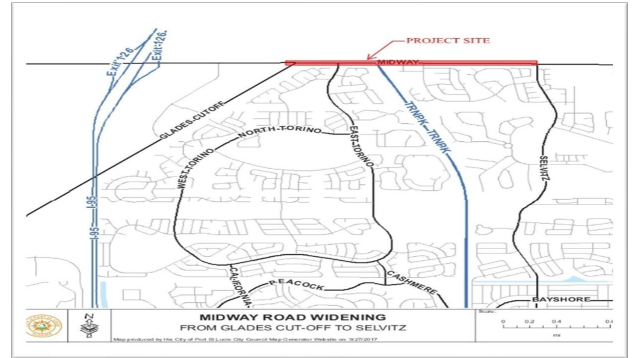 PROJECT SITE
Exit 126
Exit 126
MIDWAY
GLADES CUTOFF
TRNPK TRNPK
NORTH-TORINO
EAST-TORINO
WEST-TORINO
SELVITZ
I-95
I-95
CALIFORNIA
PEACOCK
CASHMERE
BAYSHORE
MIDWAY ROAD WIDENING
FROM GLADES CUT-OFF TO SELVITZ
Map produced by the City of Port St Lucie City Council Map Generator Website on: 9/27/2017
Scale:
0 0.2 0.4
mi
N